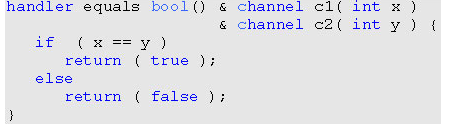 handler equals bool() & channel c1( int x )
                      & channel c2( int y ) {
   if  ( x == y )
      return ( true );
   else
      return ( false );
}